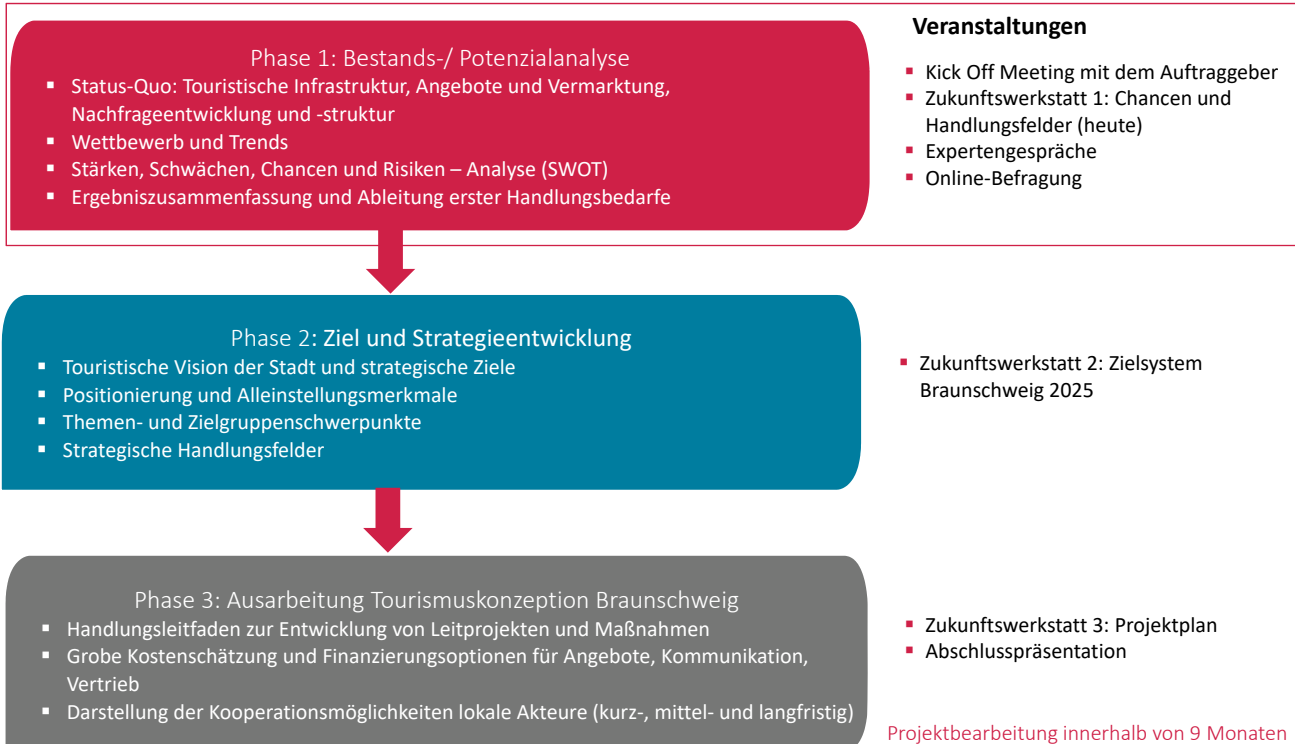 Phase 1: Bestands-/ Potenzialanalyse
▪ Status-Quo: Touristische Infrastruktur, Angebote und Vermarktung,
Nachfrageentwicklung und -struktur
▪ Wettbewerb und Trends
▪ Stärken, Schwächen, Chancen und Risiken – Analyse (SWOT)
▪ Ergebniszusammenfassung und Ableitung erster Handlungsbedarfe
Veranstaltungen
▪ Kick Off Meeting mit dem Auftraggeber
▪ Zukunftswerkstatt 1: Chancen und
Handlungsfelder (heute)
▪ Expertengespräche
▪ Online-Befragung
Phase 2: Ziel und Strategieentwicklung
▪ Touristische Vision der Stadt und strategische Ziele
▪ Positionierung und Alleinstellungsmerkmale
▪ Themen- und Zielgruppenschwerpunkte
▪ Strategische Handlungsfelder
▪ Zukunftswerkstatt 2: Zielsystem
Braunschweig 2025
Phase 3: Ausarbeitung Tourismuskonzeption Braunschweig
▪ Handlungsleitfaden zur Entwicklung von Leitprojekten und Maßnahmen
▪ Grobe Kostenschätzung und Finanzierungsoptionen für Angebote, Kommunikation,
Vertrieb
▪ Darstellung der Kooperationsmöglichkeiten lokale Akteure (kurz-, mittel- und langfristig)
▪ Zukunftswerkstatt 3: Projektplan
▪ Abschlusspräsentation
Projektbearbeitung innerhalb von 9 Monaten